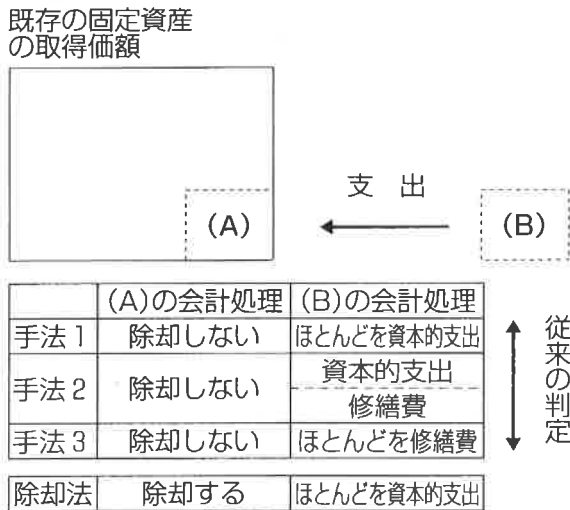 既存の固定資産
の取得価額
支 出
(A)
(B)
(A)の会計処理 (B)の会計処理
手法1 除却しない ほとんどを資本的支出
手法2 除却しない 資本的支出
修繕費
手法3 除却しない ほとんどを修繕費
従来の判定
除却法 除却する ほとんどを資本的支出